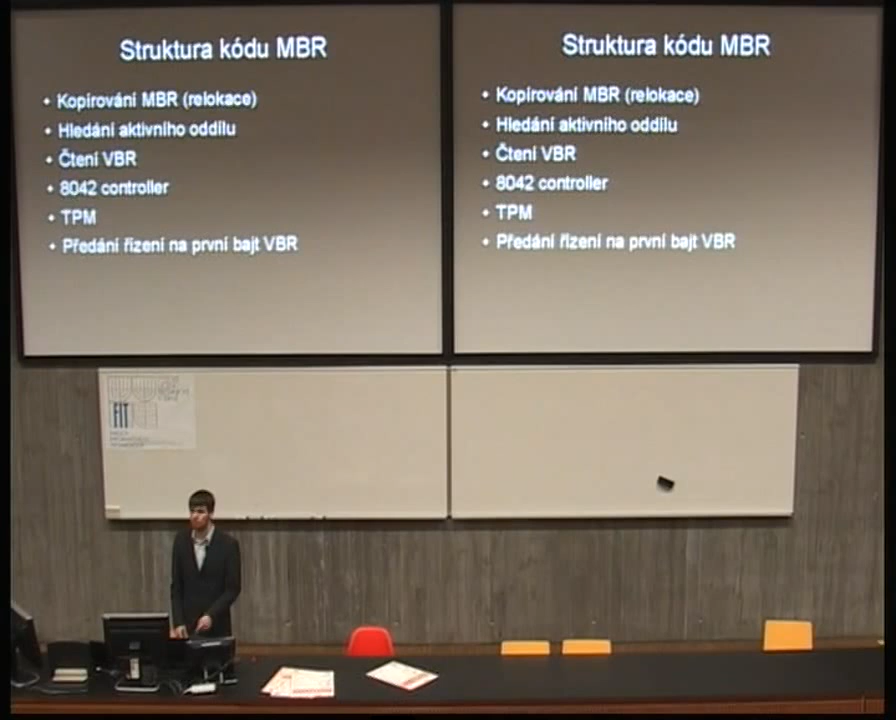 Struktura kódu MBR
• Kopírování MBR (relokace)
• Hledání aktivního oddílu
• Čtení VBR
• 8042 controller
• TPM
• Předání řízení na první bajt VBR
Struktura kódu MBR
• Kopírování MBR (relokace)
• Hledání aktivního oddílu
• Čtení VBR
• 8042 controller
• TPM
• Předání řízení na první bajt VBR
FIT